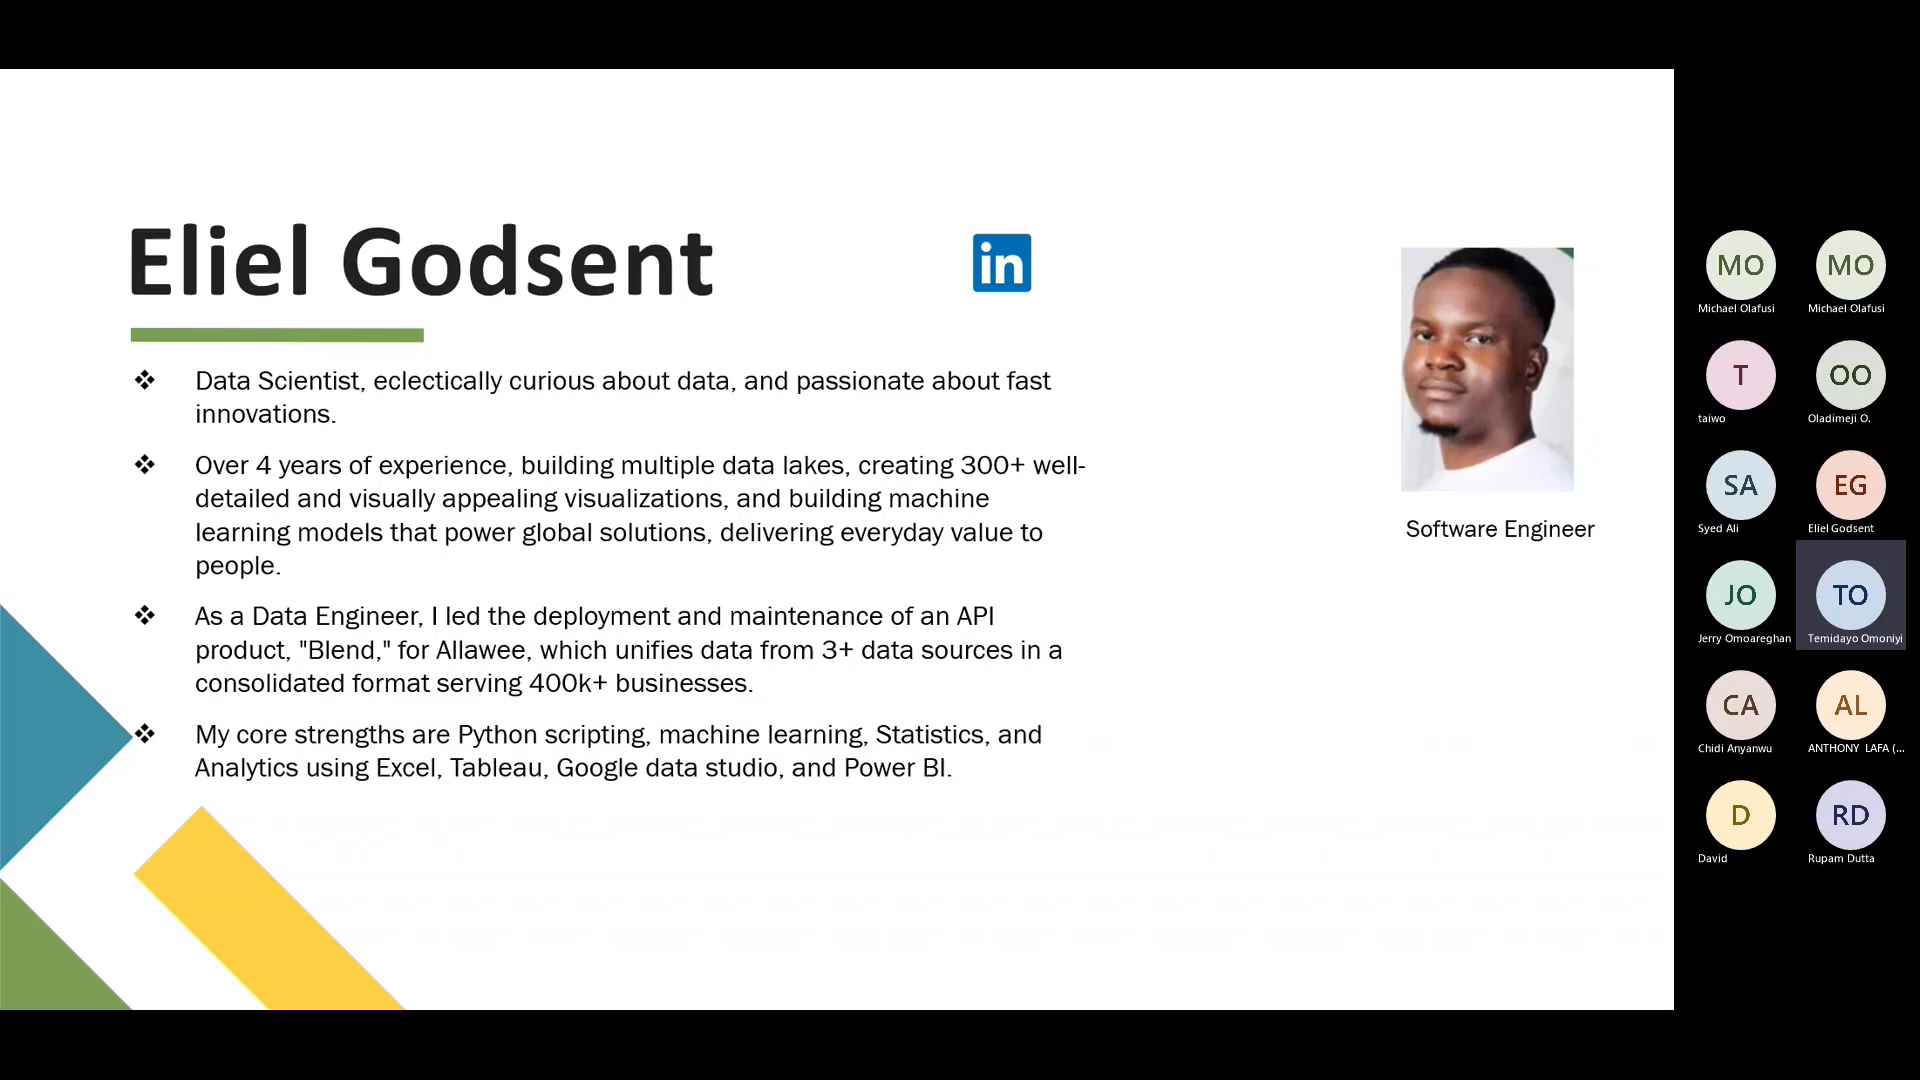 Eliel Godsent
in
❖ Data Scientist, eclectically curious about data, and passionate about fast
innovations.
❖ Over 4 years of experience, building multiple data lakes, creating 300+ well-
detailed and visually appealing visualizations, and building machine
learning models that power global solutions, delivering everyday value to
people.
❖ As a Data Engineer, I led the deployment and maintenance of an API
product, "Blend," for Allawee, which unifies data from 3+ data sources in a
consolidated format serving 400k+ businesses.
❖ My core strengths are Python scripting, machine learning, Statistics, and
Analytics using Excel, Tableau, Google data studio, and Power BI.
Software Engineer
MO MO
Michael Olafusi Michael Olafusi
T OO
taiwo Oladimeji O.
SA EG
Syed Ali Eliel Godsent
JO TO
Jerry Omoareghan Temidayo Omoniyi
CA AL
Chidi Anyanwu ANTHONY LAFA (...
D RD
David Rupam Dutta